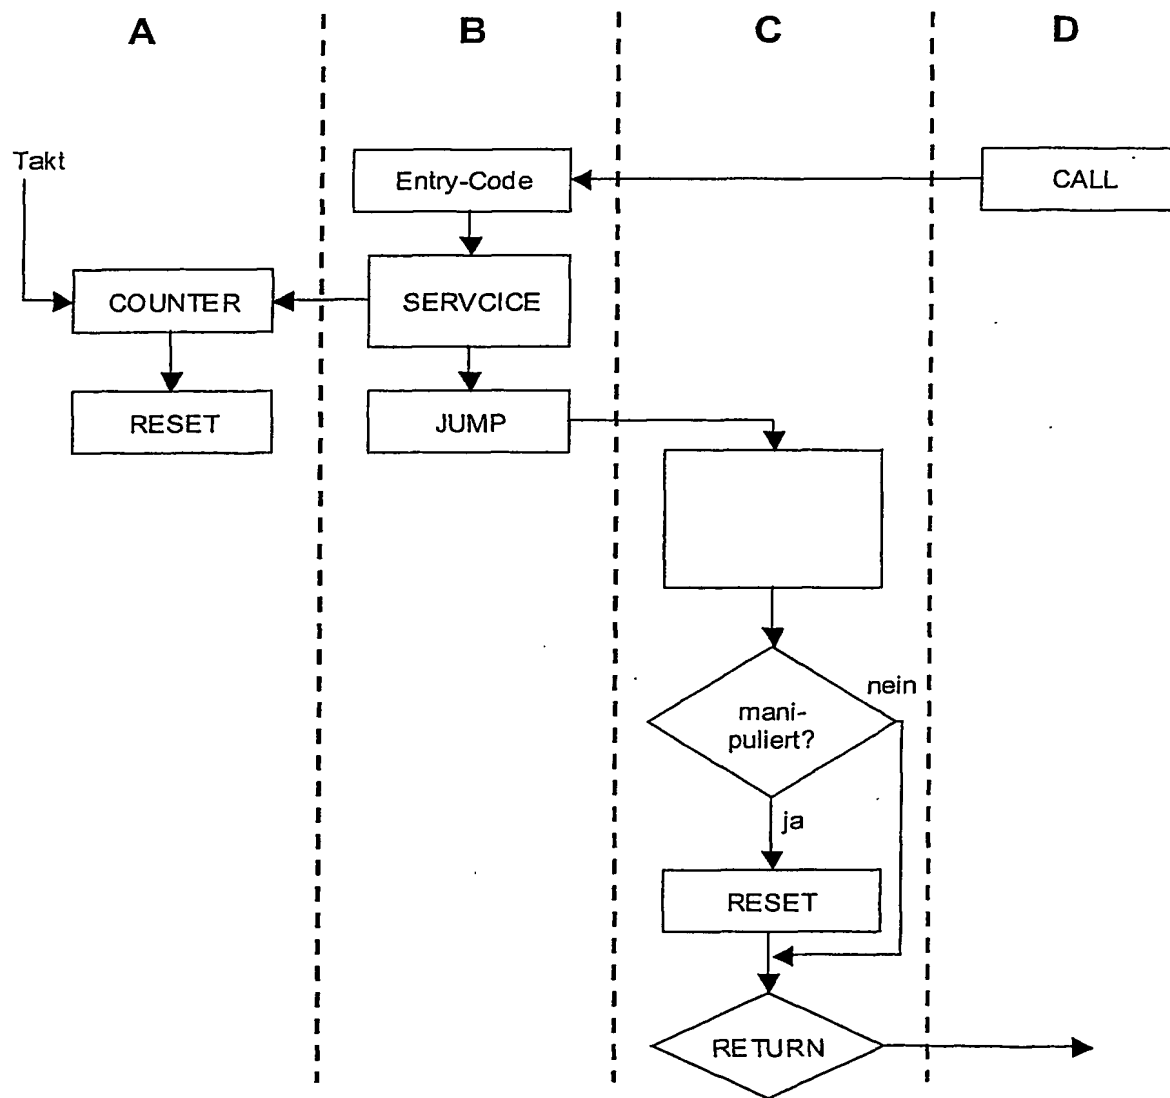 A
B
C
D
Takt
Entry-Code
CALL
COUNTER
SERVCICE
RESET
JUMP
nein
mani-
puliert?
ja
RESET
RETURN